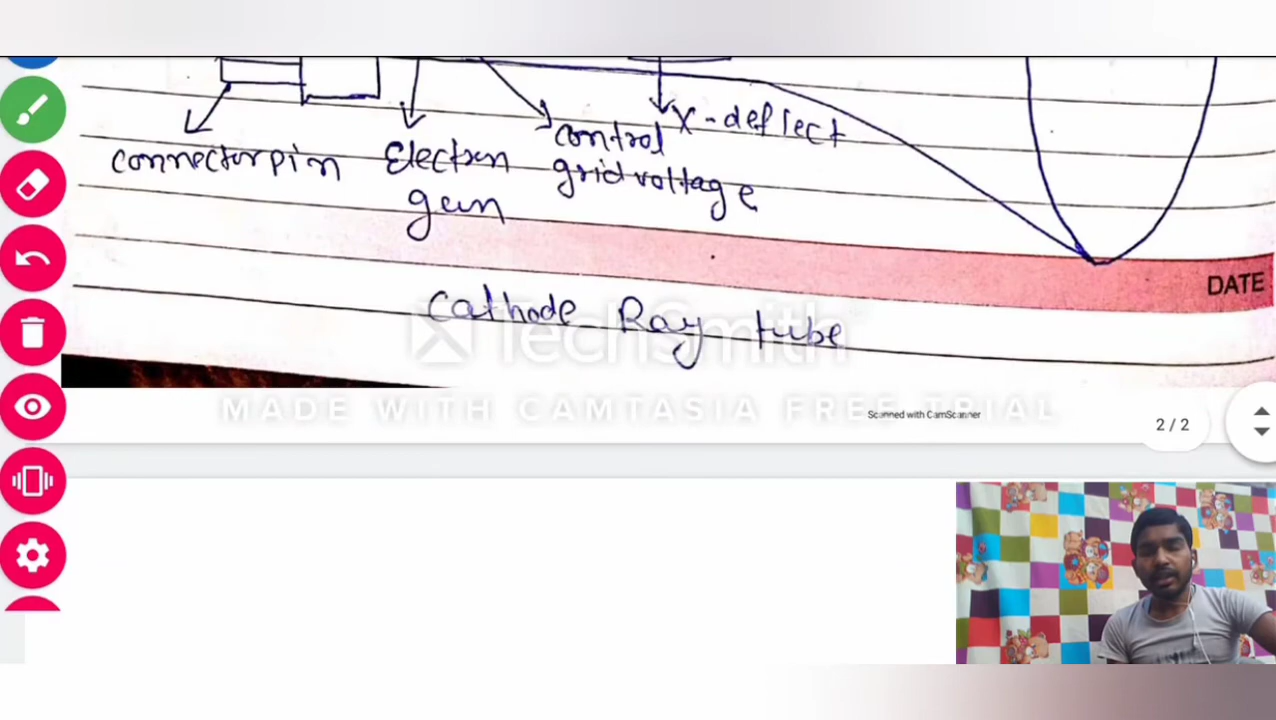 X-deflect
control
connector pin Electron grid voltage
gun
DATE
Cathode Ray tube
TechSmith
MADE WITH CAMTASIA FREE TRIAL
Scanned with CamScanner
2 / 2